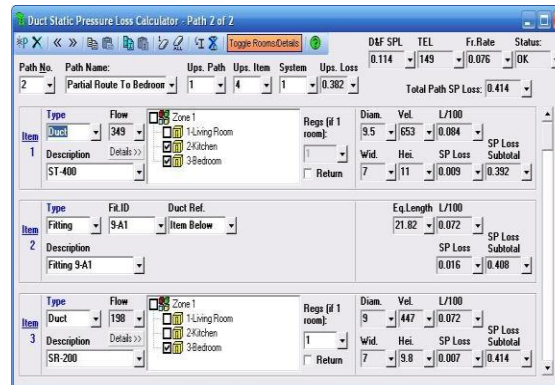 Duct Static Pressure Loss Calculator - Path 2 of 2
Toggle Rooms/Details
D&F SPL TEL Fr.Rate Status:
0.114 149 0.076 OK
Path No. Path Name: Ups. Path Ups. Item System Ups. Loss
2 Partial Route To Bedroom 1 4 1 0.382 Total Path SP Loss: 0.414
Type Flow Zone 1 Regs (if 1 room): Diam. Vel. L/100
Item 1 Duct 349 1-Living Room 9.5 653 0.084
2-Kitchen 1 SP Loss
Description Details >> 3-Bedroom Wid. Hei. SP Loss Subtotal
ST-400 Return 7 11 0.009 0.392
Type Fit.ID Duct Ref. Eq.Length L/100
Item 2 Fitting 9-A1 Item Below 21.82 0.072
Description SP Loss SP Loss Subtotal
Fitting 9-A1 0.016 0.408
Type Flow Zone 1 Regs (if 1 room): Diam. Vel. L/100
Item 3 Duct 198 1-Living Room 9 447 0.072
2-Kitchen 1 SP Loss
Description Details >> 3-Bedroom Wid. Hei. SP Loss Subtotal
SR-200 Return 7 9.8 0.007 0.414